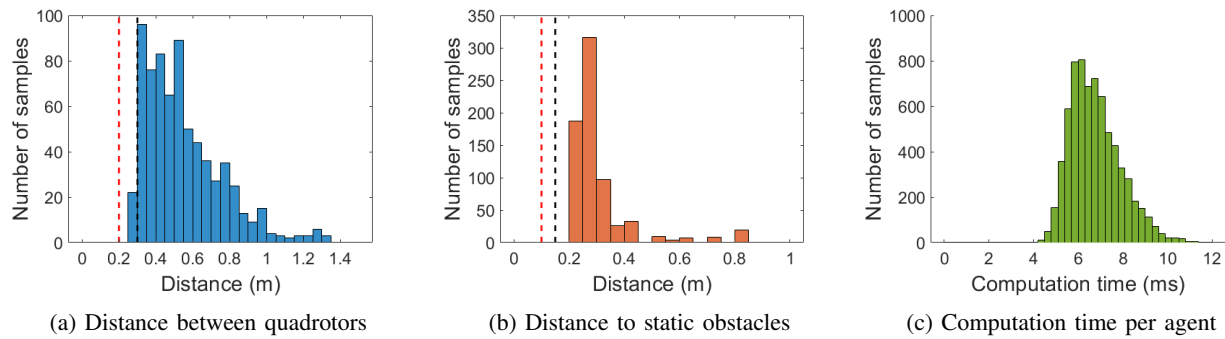 100
80
60
40
20
0
Number of samples
0 0.2 0.4 0.6 0.8 1 1.2 1.4
Distance (m)
(a) Distance between quadrotors
350
300
250
200
150
100
50
0
Number of samples
0 0.2 0.4 0.6 0.8 1
Distance (m)
(b) Distance to static obstacles
1000
800
600
400
200
0
Number of samples
0 2 4 6 8 10 12
Computation time (ms)
(c) Computation time per agent